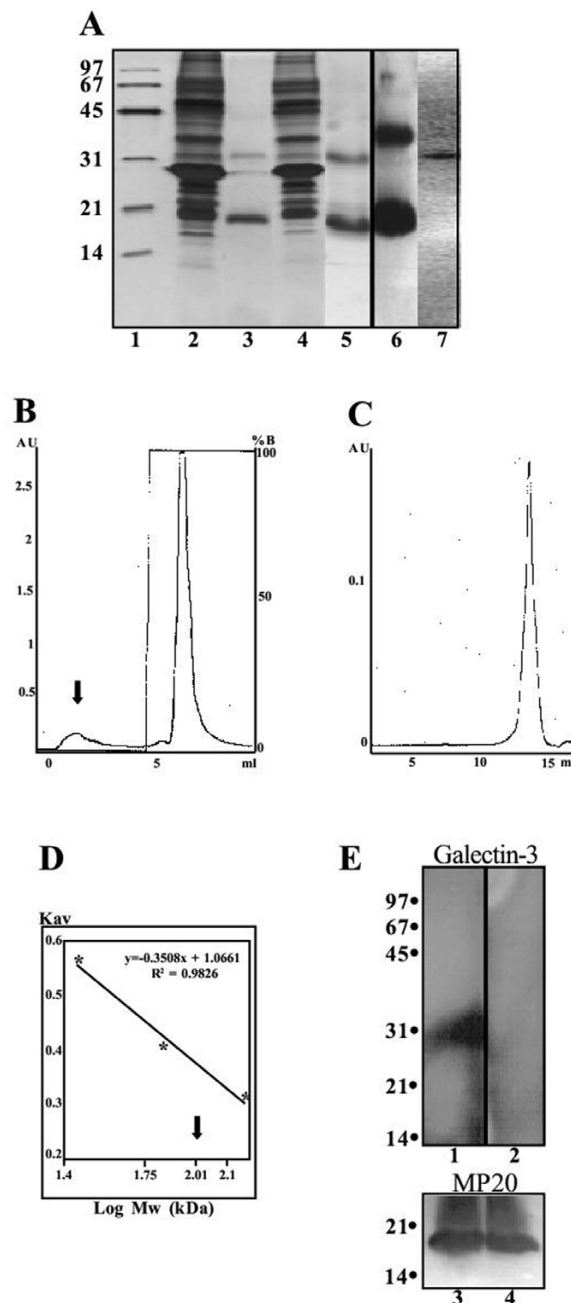 A
97
67
45
31
21
14
1 2 3 4 5 6 7
B
AU
%B
2.5
2
1.5
1
0.5
100
50
0
0 5 ml
C
AU
0.1
0
5 10 15 m
D
Kav
0.6
0.5
0.4
0.3
0.2
y=-0.3508x + 1.0661
R² = 0.9826
* * *
1.4 1.75 2.01 2.1
Log Mw (kDa)
E
Galectin-3
97•
67•
45•
31•
21•
14•
1 2
MP20
21•
14•
3 4